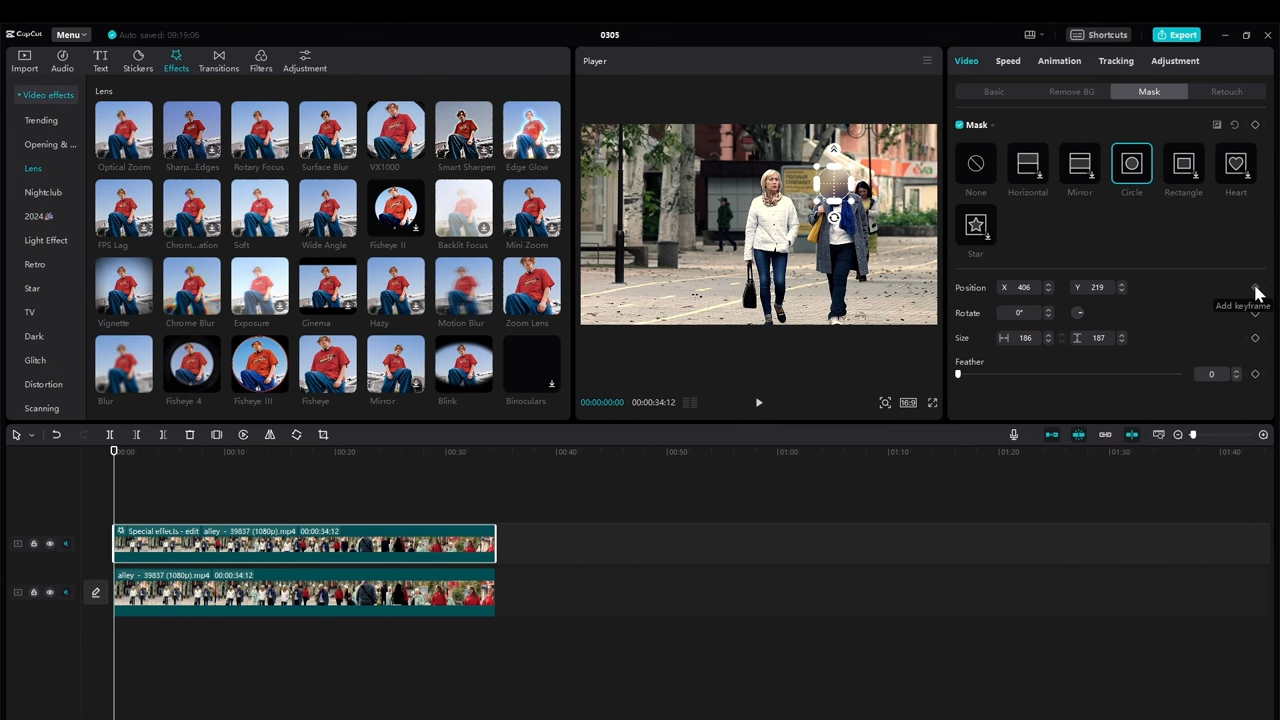 CapCut
Menu
Auto saved: 09:19:06
0305
Shortcuts
Export
Import
Audio
Text
Stickers
Effects
Transitions
Filters
Adjustment
Player
Video
Speed
Animation
Tracking
Adjustment
Video effects
Trending
Opening & ...
Lens
Nightclub
2024
Light Effect
Retro
Star
TV
Dark
Glitch
Distortion
Scanning
Lens
Optical Zoom
Sharp...Edges
Rotary Focus
Surface Blur
VX1000
Smart Sharpen
Edge Glow
FPS Lag
Chrom...ation
Soft
Wide Angle
Fisheye II
Backlit Focus
Mini Zoom
Vignette
Chrome Blur
Exposure
Cinema
Hazy
Motion Blur
Zoom Lens
Blur
Fisheye 4
Fisheye III
Fisheye
Mirror
Blink
Binoculars
00:00:00:00
00:00:34:12
16:9
Basic
Remove BG
Mask
Retouch
Mask
None
Horizontal
Mirror
Circle
Rectangle
Heart
Star
Position X 406 Y 219
Add keyframe
Rotate 0°
Size 186 187
Feather
0
00:00
00:10
00:20
00:30
00:40
00:50
01:00
01:10
01:20
01:30
01:40
Special effects - edit alley - 39837 (1080p).mp4 00:00:34:12
alley - 39837 (1080p).mp4 00:00:34:12